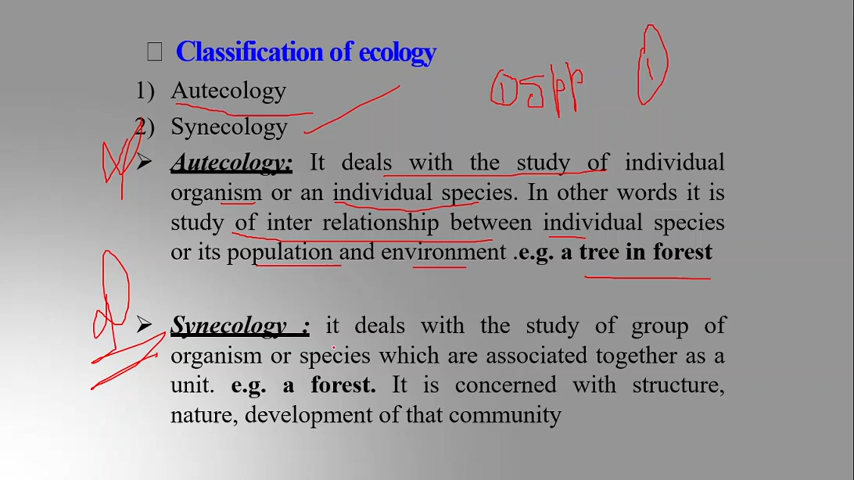 Classification of ecology
1) Autecology
2) Synecology
➢ Autecology: It deals with the study of individual
organism or an individual species. In other words it is
study of inter relationship between individual species
or its population and environment .e.g. a tree in forest
➢ Synecology : it deals with the study of group of
organism or species which are associated together as a
unit. e.g. a forest. It is concerned with structure,
nature, development of that community